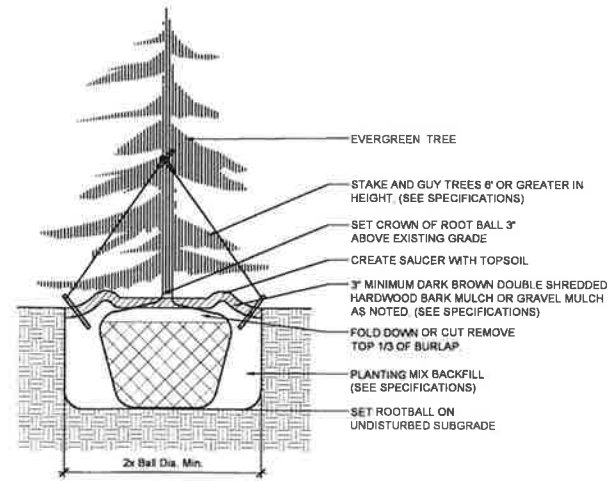 EVERGREEN TREE
STAKE AND GUY TREES 6' OR GREATER IN
HEIGHT. (SEE SPECIFICATIONS)
SET CROWN OF ROOT BALL 3"
ABOVE EXISTING GRADE
CREATE SAUCER WITH TOPSOIL
3" MINIMUM DARK BROWN DOUBLE SHREDDED
HARDWOOD BARK MULCH OR GRAVEL MULCH
AS NOTED. (SEE SPECIFICATIONS)
FOLD DOWN OR CUT REMOVE
TOP 1/3 OF BURLAP.
PLANTING MIX BACKFILL
(SEE SPECIFICATIONS)
SET ROOTBALL ON
UNDISTURBED SUBGRADE
2x Ball Dia. Min.